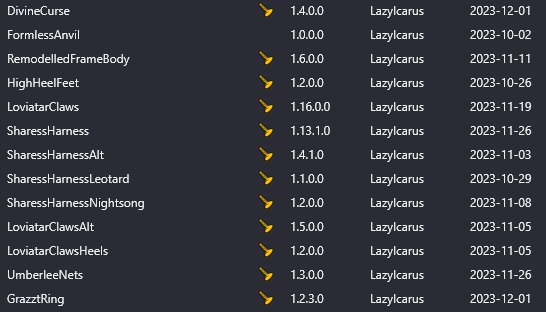 DivineCurse 1.4.0.0 LazyIcarus 2023-12-01
FormlessAnvil 1.0.0.0 LazyIcarus 2023-10-02
RemodelledFrameBody 1.6.0.0 LazyIcarus 2023-11-11
HighHeelFeet 1.2.0.0 LazyIcarus 2023-10-26
LoviatarClaws 1.16.0.0 LazyIcarus 2023-11-19
SharessHarness 1.13.1.0 LazyIcarus 2023-11-26
SharessHarnessAlt 1.4.1.0 LazyIcarus 2023-11-03
SharessHarnessLeotard 1.1.0.0 LazyIcarus 2023-10-29
SharessHarnessNightsong 1.2.0.0 LazyIcarus 2023-11-08
LoviatarClawsAlt 1.5.0.0 LazyIcarus 2023-11-05
LoviatarClawsHeels 1.2.0.0 LazyIcarus 2023-11-05
UmberleeNets 1.3.0.0 LazyIcarus 2023-11-26
GrazztRing 1.2.3.0 LazyIcarus 2023-12-01